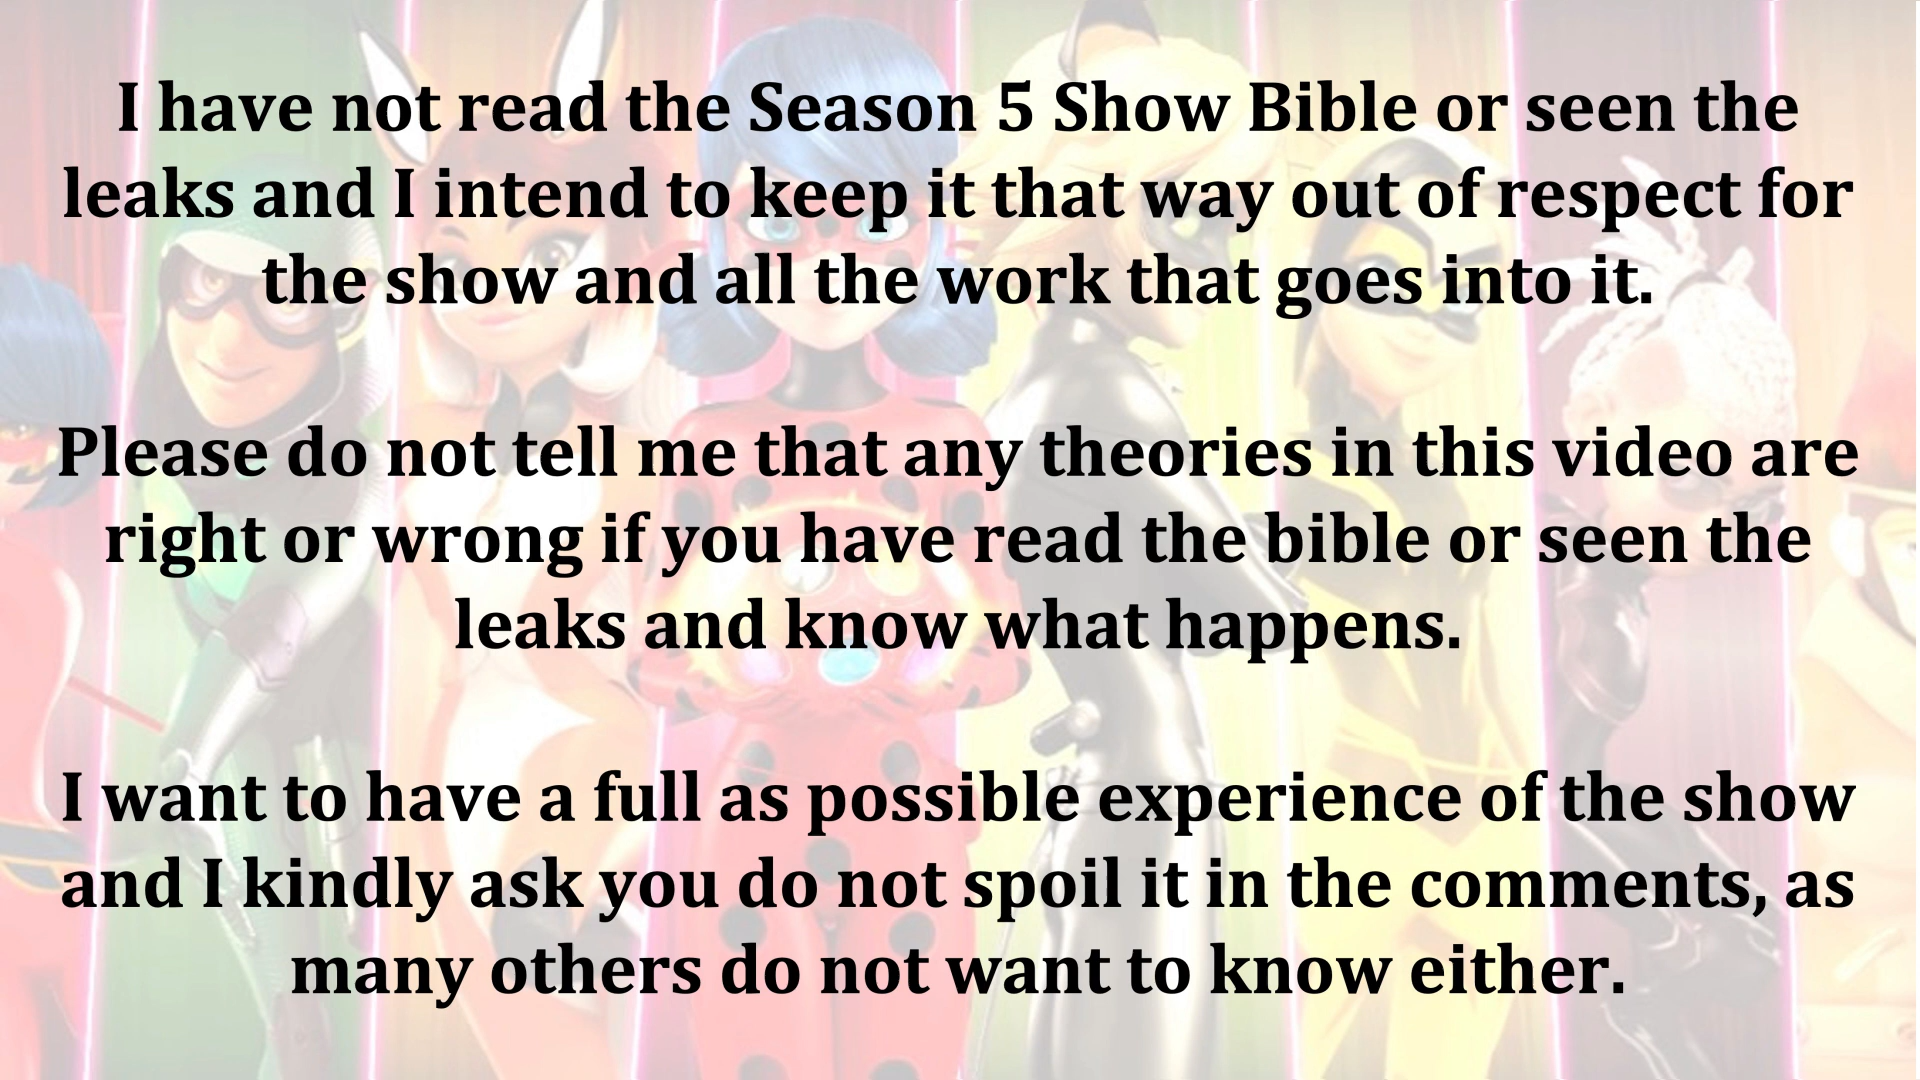 I have not read the Season 5 Show Bible or seen the
leaks and I intend to keep it that way out of respect for
the show and all the work that goes into it.
Please do not tell me that any theories in this video are
right or wrong if you have read the bible or seen the
leaks and know what happens.
I want to have a full as possible experience of the show
and I kindly ask you do not spoil it in the comments, as
many others do not want to know either.